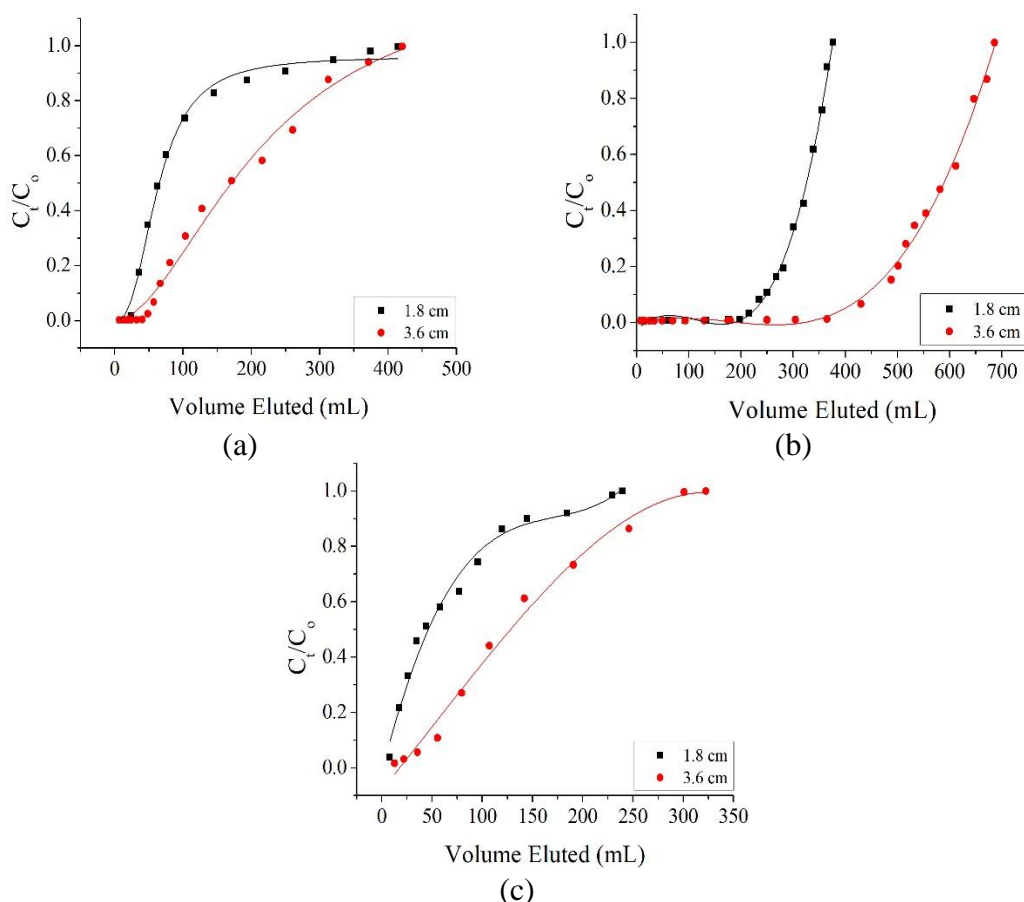 1.0
0.8
0.6
0.4
0.2
0.0
Ct/Co
0 100 200 300 400 500
Volume Eluted (mL)
1.8 cm
3.6 cm
(a)
1.0
0.8
0.6
0.4
0.2
0.0
Ct/Co
0 100 200 300 400 500 600 700
Volume Eluted (mL)
1.8 cm
3.6 cm
(b)
1.0
0.8
0.6
0.4
0.2
0.0
Ct/Co
0 50 100 150 200 250 300 350
Volume Eluted (mL)
1.8 cm
3.6 cm
(c)